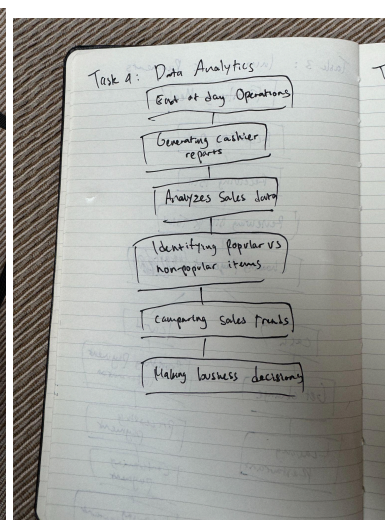 Task 4: Data Analytics
End of day Operations
Generating cashier
reports
Analyzes Sales data
Identifying Popular vs
non-popular items
Comparing Sales trends
Making business decisions
T